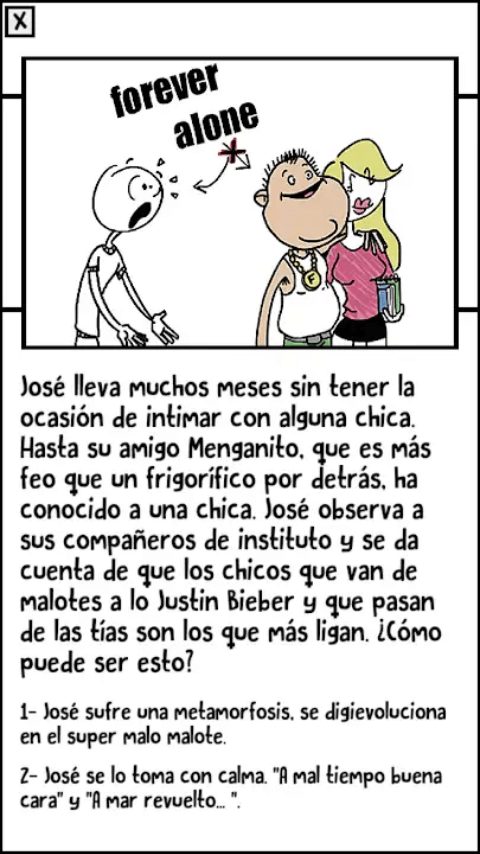 X
forever
alone
F
José lleva muchos meses sin tener la
ocasión de intimar con alguna chica.
Hasta su amigo Menganito, que es más
feo que un frigorífico por detrás, ha
conocido a una chica. José observa a
sus compañeros de instituto y se da
cuenta de que los chicos que van de
malotes a lo Justin Bieber y que pasan
de las tías son los que más ligan. ¿Cómo
puede ser esto?
1- José sufre una metamorfosis, se digievoluciona
en el super malo malote.
2- José se lo toma con calma. "A mal tiempo buena
cara" y "A mar revuelto... ".